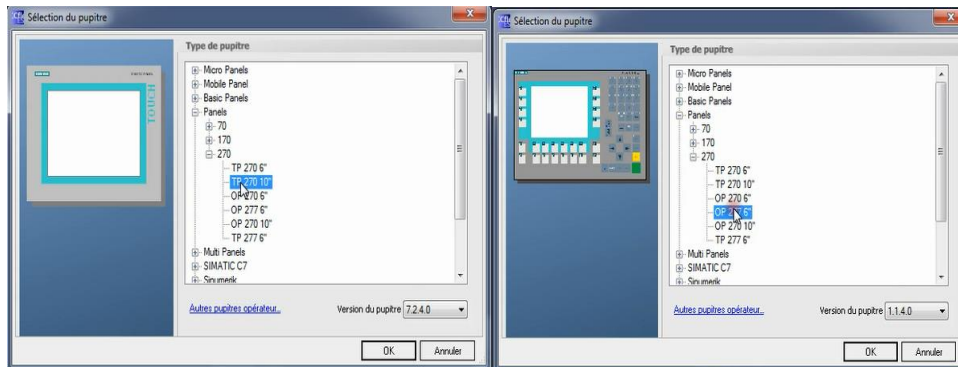 Sélection du pupitre
Type de pupitre
TOUCH
Micro Panels
Mobile Panel
Basic Panels
Panels
70
170
270
TP 270 6"
TP 270 10"
OP 270 6"
OP 277 6"
OP 270 10"
TP 277 6"
Multi Panels
SIMATIC C7
Sinumerik
Autres pupitres opérateur...
Version du pupitre 7.2.4.0
OK Annuler
Sélection du pupitre
Type de pupitre
Micro Panels
Mobile Panel
Basic Panels
Panels
70
170
270
TP 270 6"
TP 270 10"
OP 270 6"
OP 277 6"
OP 270 10"
TP 277 6"
Multi Panels
SIMATIC C7
Sinumerik
Autres pupitres opérateur...
Version du pupitre 1.1.4.0
OK Annuler